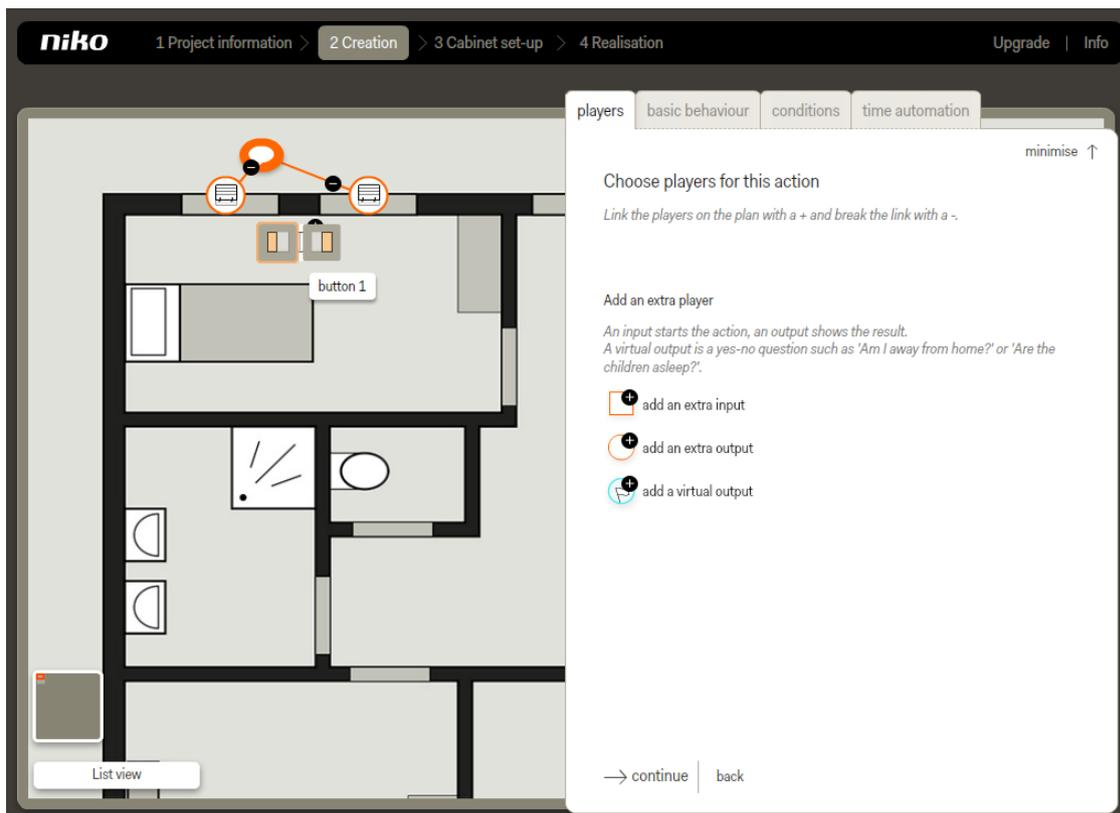 niko
1 Project information
2 Creation
3 Cabinet set-up
4 Realisation
Upgrade | Info
players
basic behaviour
conditions
time automation
minimise
Choose players for this action
Link the players on the plan with a + and break the link with a -.
button 1
Add an extra player
An input starts the action, an output shows the result.
A virtual output is a yes-no question such as 'Am I away from home?' or 'Are the
children asleep?'.
add an extra input
add an extra output
add a virtual output
List view
continue
back